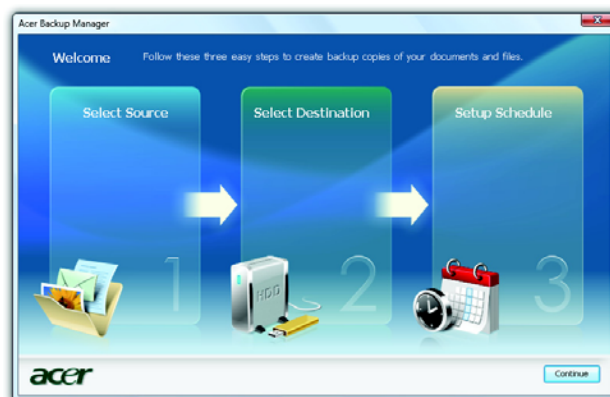 Acer Backup Manager
Welcome
Follow these three easy steps to create backup copies of your documents and files.
Select Source
Select Destination
Setup Schedule
1
HDD
2
3
acer
Continue